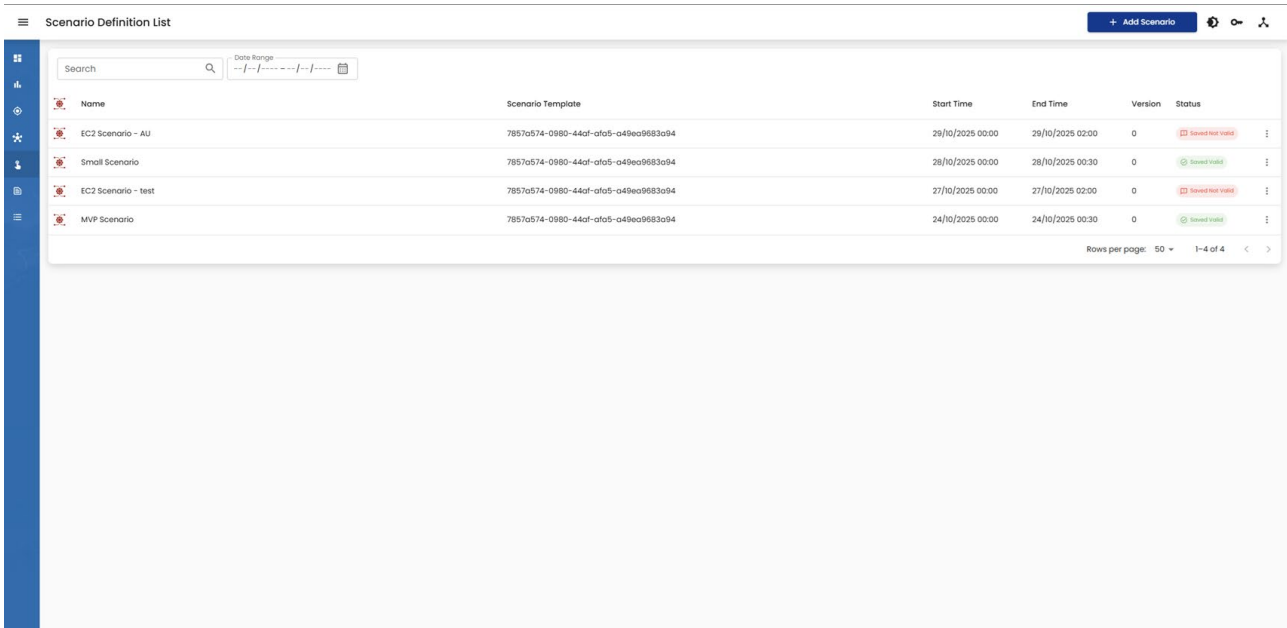 Scenario Definition List
+ Add Scenario
Search
Date Range
--/--/---- – --/--/----
Name Scenario Template Start Time End Time Version Status
EC2 Scenario - AU 7857a574-0980-44af-afa5-a49ea9683a94 29/10/2025 00:00 29/10/2025 02:00 0 Saved Not Valid
Small Scenario 7857a574-0980-44af-afa5-a49ea9683a94 28/10/2025 00:00 28/10/2025 00:30 0 Saved Valid
EC2 Scenario - test 7857a574-0980-44af-afa5-a49ea9683a94 27/10/2025 00:00 27/10/2025 02:00 0 Saved Not Valid
MVP Scenario 7857a574-0980-44af-afa5-a49ea9683a94 24/10/2025 00:00 24/10/2025 00:30 0 Saved Valid
Rows per page: 50 1–4 of 4